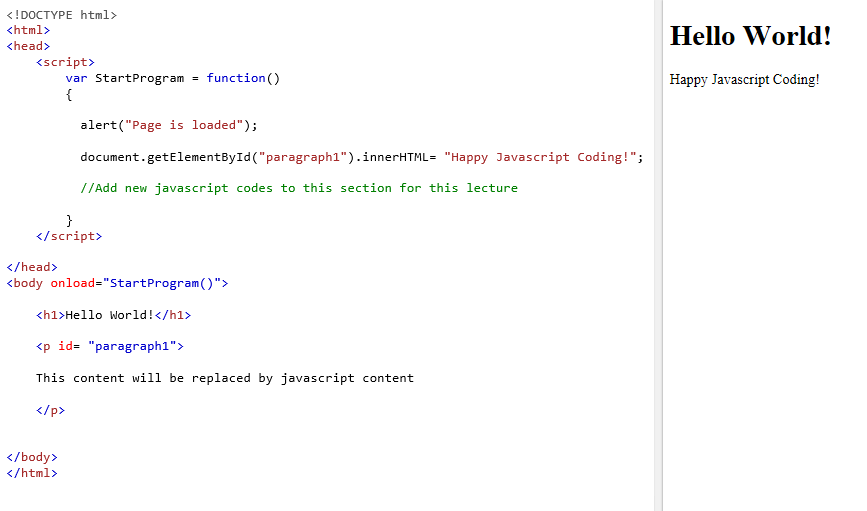 <!DOCTYPE html>
<html>
<head>
<script>
var StartProgram = function()
{
alert("Page is loaded");
document.getElementById("paragraph1").innerHTML= "Happy Javascript Coding!";
//Add new javascript codes to this section for this lecture
}
</script>
</head>
<body onload="StartProgram()">
<h1>Hello World!</h1>
<p id= "paragraph1">
This content will be replaced by javascript content
</p>
</body>
</html>
Hello World!
Happy Javascript Coding!